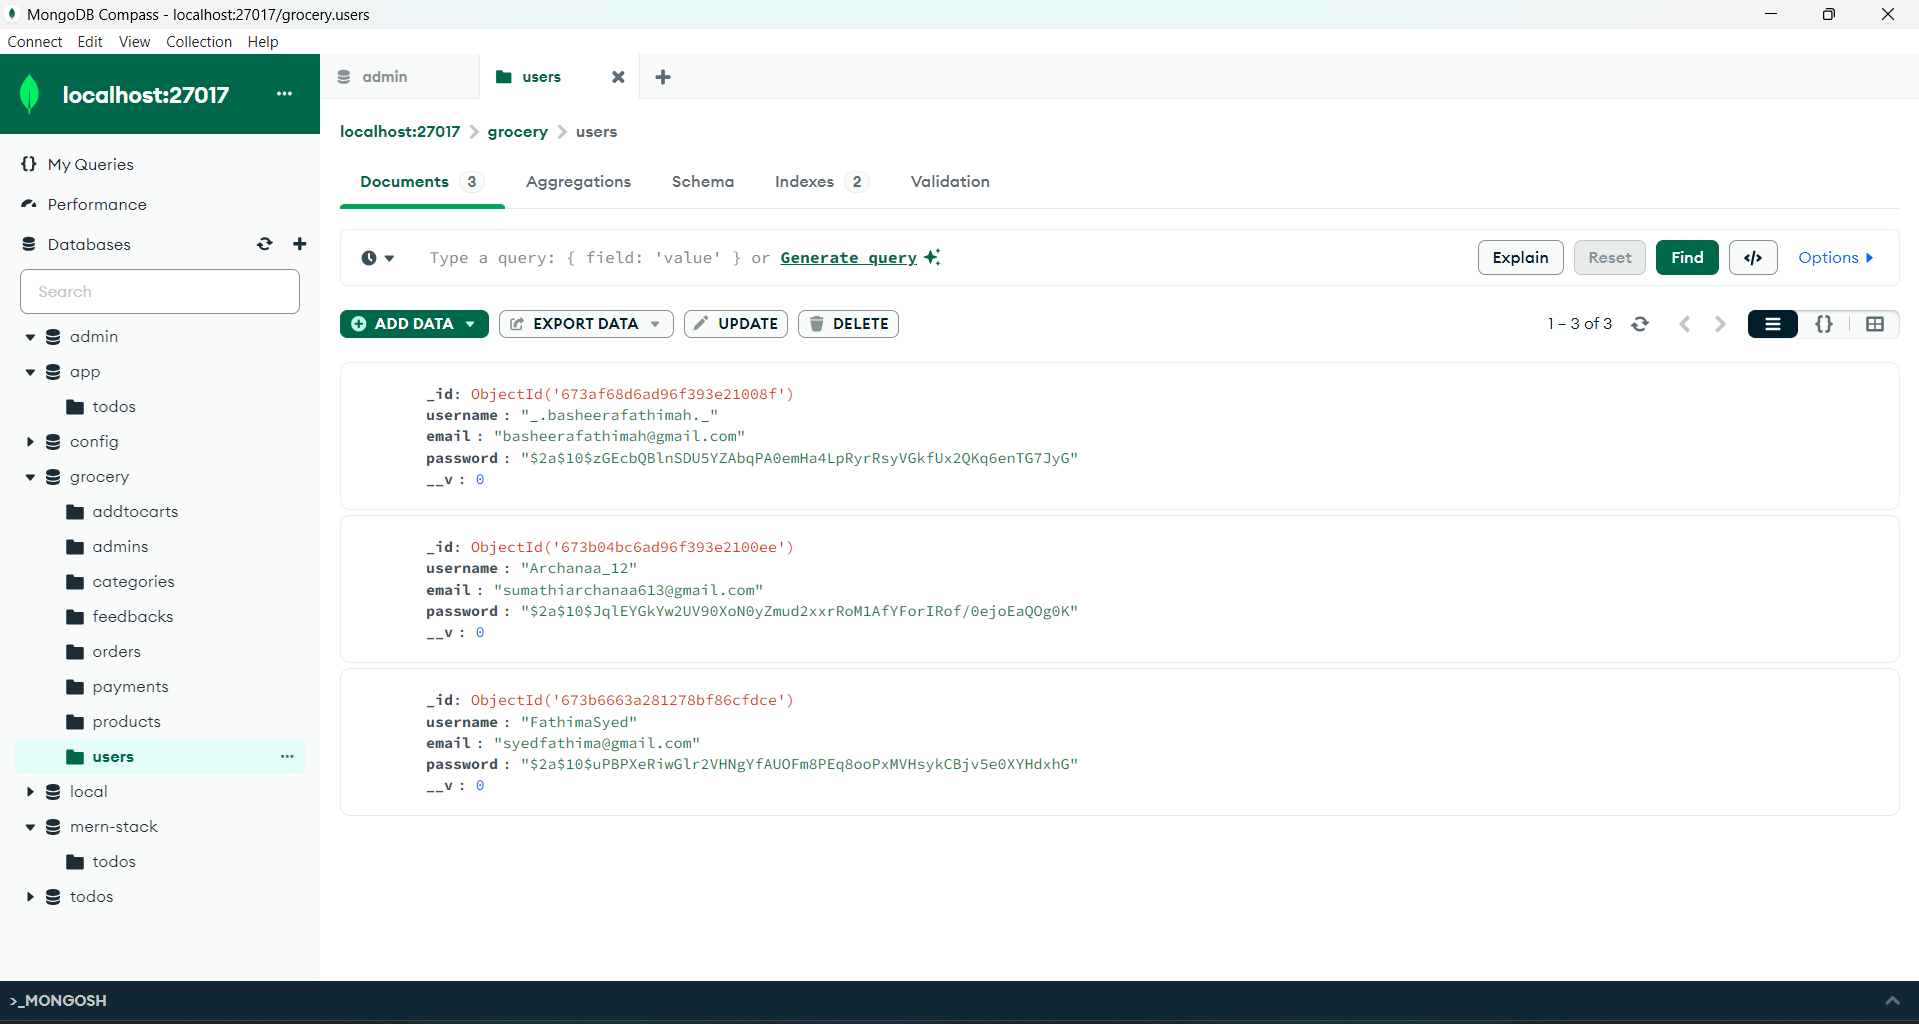 MongoDB Compass - localhost:27017/grocery.users
Connect Edit View Collection Help
localhost:27017
My Queries
Performance
Databases
Search
admin
app
todos
config
grocery
addtocarts
admins
categories
feedbacks
orders
payments
products
users
local
mern-stack
todos
todos
admin
users
localhost:27017 > grocery > users
Documents 3 Aggregations Schema Indexes 2 Validation
Type a query: { field: 'value' } or Generate query
Explain Reset Find </> Options
ADD DATA EXPORT DATA UPDATE DELETE
1 – 3 of 3 {}
_id: ObjectId('673af68d6ad96f393e21008f')
username : "_.basheerafathimah._"
email : "basheerafathimah@gmail.com"
password : "$2a$10$zGEcbQBlnSDU5YZAbqPA0emHa4LpRyrRsyVGkfUx2QKq6enTG7JyG"
__v : 0
_id: ObjectId('673b04bc6ad96f393e2100ee')
username : "Archanaa_12"
email : "sumathiarchanaa613@gmail.com"
password : "$2a$10$JqlEYGkYw2UV90XoN0yZmud2xxrRoM1AfYForIRof/0ejoEaQOg0K"
__v : 0
_id: ObjectId('673b6663a281278bf86cfdce')
username : "FathimaSyed"
email : "syedfathima@gmail.com"
password : "$2a$10$uPBPXeRiwGlr2VHNgYfAUOFm8PEq8ooPxMVHsykCBjv5e0XYHdxhG"
__v : 0
>_MONGOSH